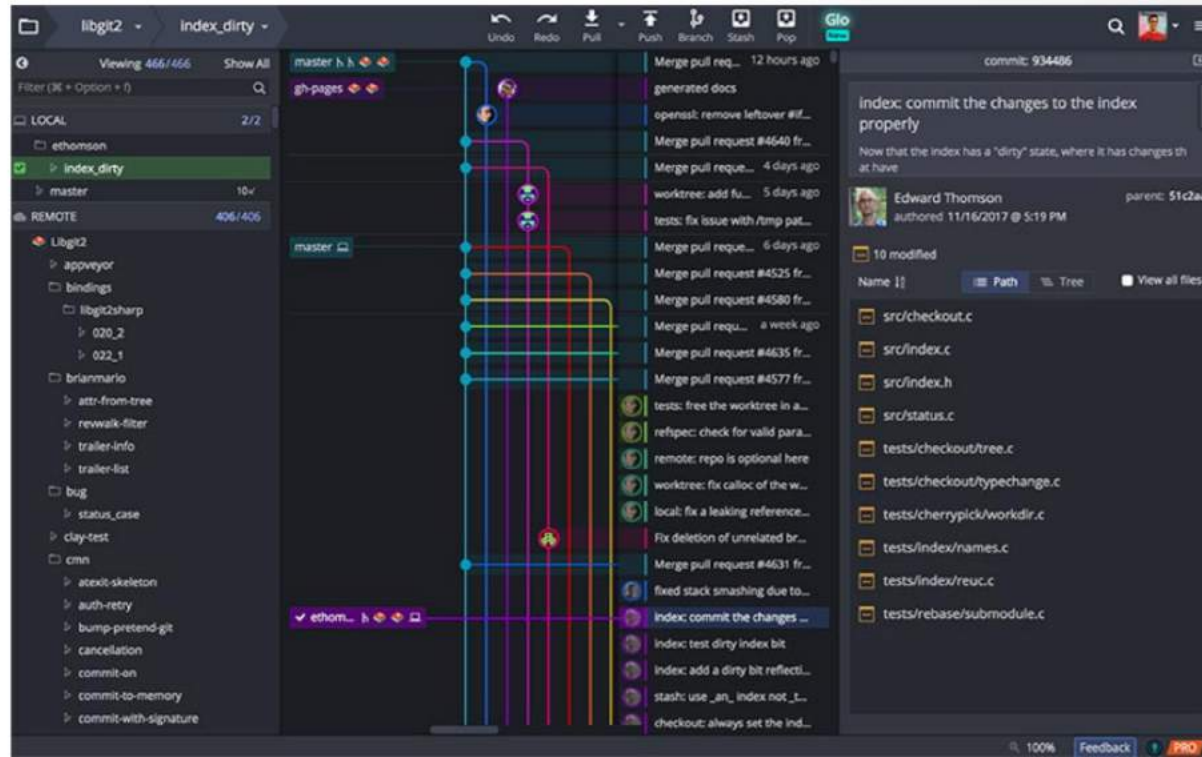 libgit2
index_dirty
Undo
Redo
Pull
Push
Branch
Stash
Pop
Glo
New
Viewing 466/466 Show All
Filter (⌘ + Option + f)
LOCAL 2/2
ethomson
index_dirty
master 10
REMOTE 406/406
Libgit2
appveyor
bindings
libgit2sharp
020_2
022_1
brianmario
attr-from-tree
revwalk-filter
trailer-info
trailer-list
bug
status_case
clay-test
cmn
atexit-skeleton
auth-retry
bump-pretend-git
cancellation
commit-on
commit-to-memory
commit-with-signature
master
gh-pages
master
ethom...
Merge pull req... 12 hours ago
generated docs
openssl: remove leftover #if...
Merge pull request #4640 fr...
Merge pull reque... 4 days ago
worktree: add fu... 5 days ago
tests: fix issue with /tmp pat...
Merge pull reque... 6 days ago
Merge pull request #4525 fr...
Merge pull request #4580 fr...
Merge pull requ... a week ago
Merge pull request #4635 fr...
Merge pull request #4577 fr...
tests: free the worktree in a...
refspec: check for valid para...
remote: repo is optional here
worktree: fix calloc of the w...
local: fix a leaking reference...
Fix deletion of unrelated br...
Merge pull request #4631 fr...
fixed stack smashing due to...
index: commit the changes ...
index: test dirty index bit
index: add a dirty bit reflecti...
stash: use _an_ index not _t...
checkout: always set the ind...
commit: 934486
index: commit the changes to the index
properly
Now that the index has a "dirty" state, where it has changes th
at have
Edward Thomson
authored 11/16/2017 @ 5:19 PM
parent: 51c2aa
10 modified
Name Path Tree View all files
src/checkout.c
src/index.c
src/index.h
src/status.c
tests/checkout/tree.c
tests/checkout/typechange.c
tests/cherrypick/workdir.c
tests/index/names.c
tests/index/reuc.c
tests/rebase/submodule.c
100% Feedback PRO